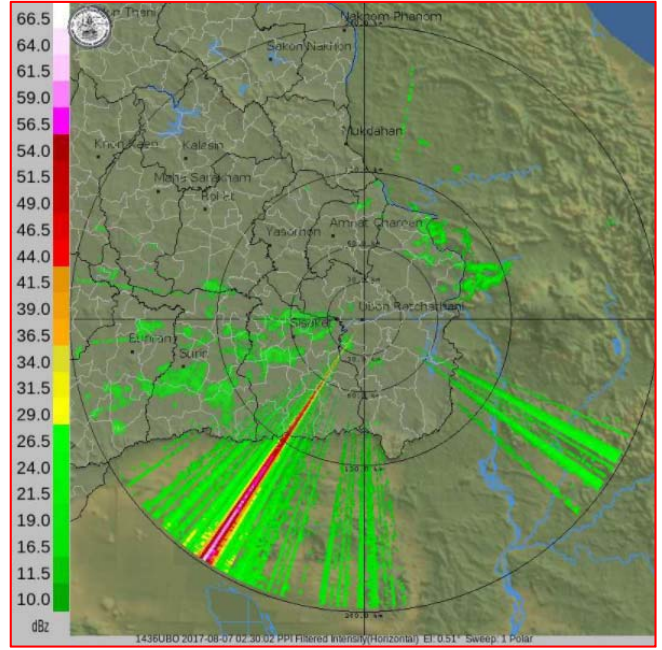 66.5
64.0
61.5
59.0
56.5
54.0
51.5
49.0
46.5
44.0
41.5
39.0
36.5
34.0
31.5
29.0
26.5
24.0
21.5
19.0
16.5
11.5
10.0
dBz
Thani
Nakhom Phanom
Sakon Nakhon
Mukdahan
Khon Kaen
Kalasin
Maha Sarakham
Roi Et
Yasothon
Amnat Charoen
Ubon Ratchathani
Sisaket
Buriram
Surin
1436UBO 2017-08-07 02:30:02 PPI Filtered Intensity(Horizontal) El: 0.51° Sweep: 1 Polar